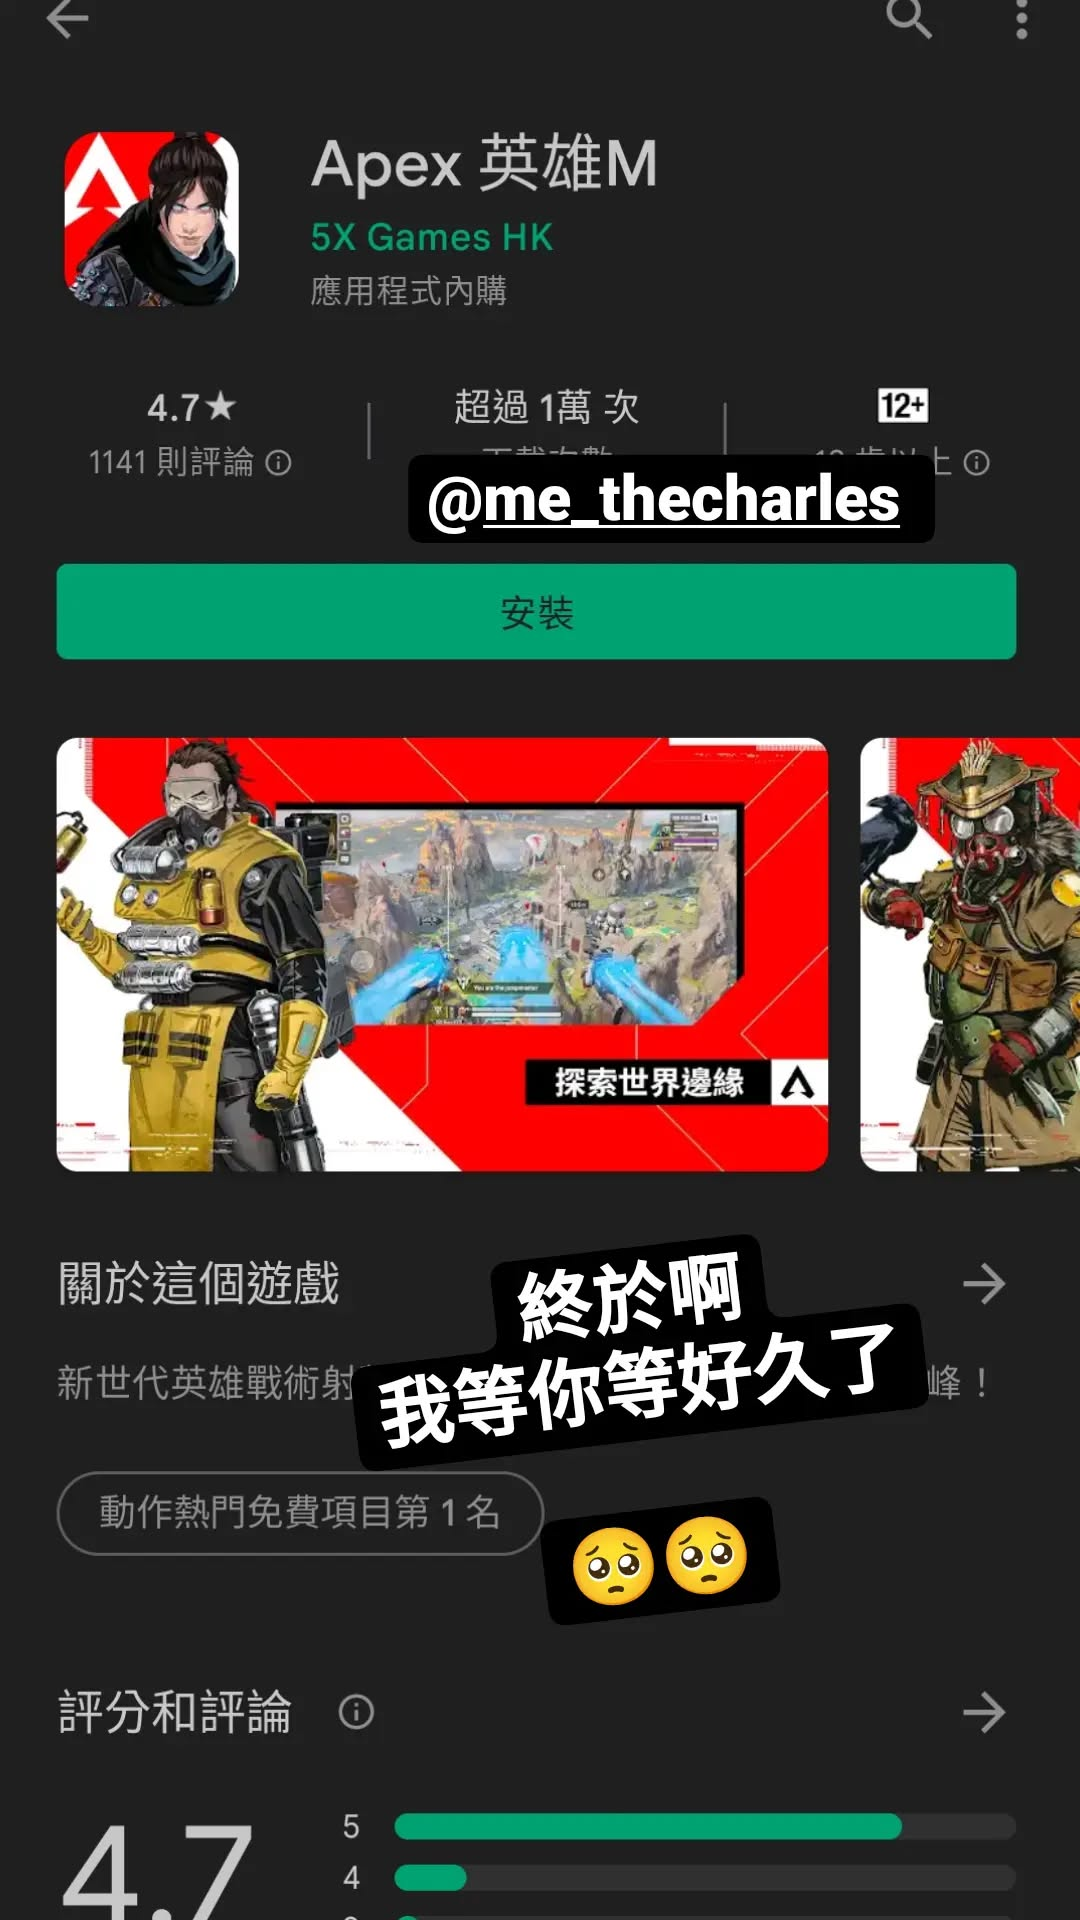 Apex 英雄M
5X Games HK
應用程式內購
4.7★
超過 1萬 次
12+
1141 則評論
@me_thecharles
安裝
You are the jumpmaster
探索世界邊緣
關於這個遊戲
終於啊
我等你等好久了
新世代英雄戰術射
峰！
動作熱門免費項目第 1 名
🥺🥺
評分和評論
4.7
5
4